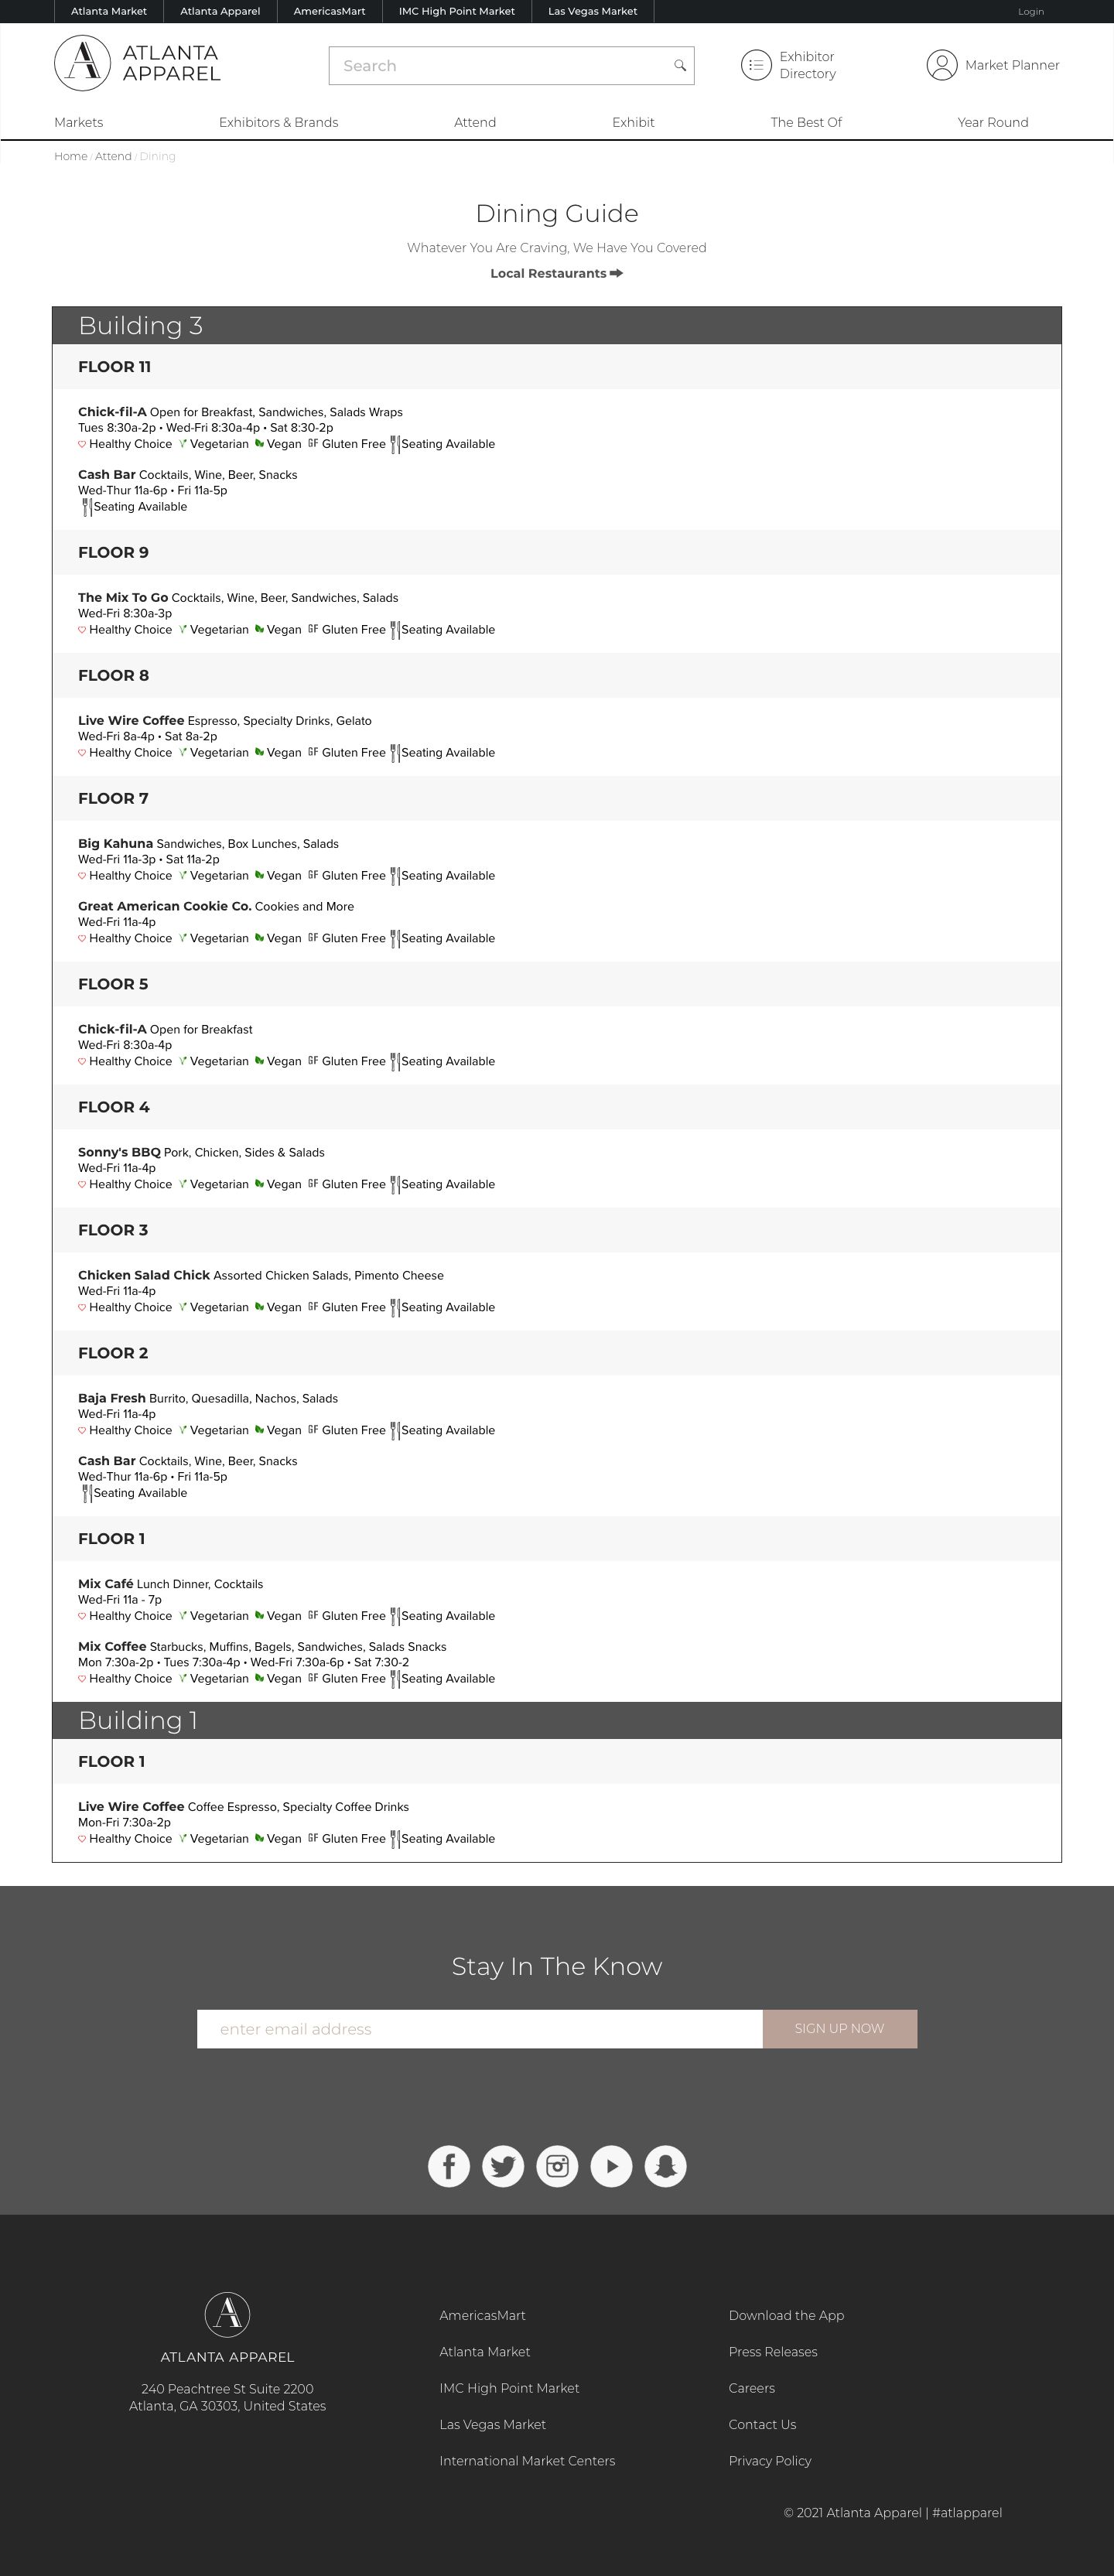 Atlanta Market
Atlanta Apparel
AmericasMart
IMC High Point Market
Las Vegas Market
Login
ATLANTA
APPAREL
Search
Exhibitor
Directory
Market Planner
Markets
Exhibitors & Brands
Attend
Exhibit
The Best Of
Year Round
Home / Attend / Dining
Dining Guide
Whatever You Are Craving, We Have You Covered
Local Restaurants
Building 3
FLOOR 11
Chick-fil-A Open for Breakfast, Sandwiches, Salads Wraps
Tues 8:30a-2p • Wed-Fri 8:30a-4p • Sat 8:30-2p
Healthy Choice Vegetarian Vegan GF Gluten Free Seating Available
Cash Bar Cocktails, Wine, Beer, Snacks
Wed-Thur 11a-6p • Fri 11a-5p
Seating Available
FLOOR 9
The Mix To Go Cocktails, Wine, Beer, Sandwiches, Salads
Wed-Fri 8:30a-3p
Healthy Choice Vegetarian Vegan GF Gluten Free Seating Available
FLOOR 8
Live Wire Coffee Espresso, Specialty Drinks, Gelato
Wed-Fri 8a-4p • Sat 8a-2p
Healthy Choice Vegetarian Vegan GF Gluten Free Seating Available
FLOOR 7
Big Kahuna Sandwiches, Box Lunches, Salads
Wed-Fri 11a-3p • Sat 11a-2p
Healthy Choice Vegetarian Vegan GF Gluten Free Seating Available
Great American Cookie Co. Cookies and More
Wed-Fri 11a-4p
Healthy Choice Vegetarian Vegan GF Gluten Free Seating Available
FLOOR 5
Chick-fil-A Open for Breakfast
Wed-Fri 8:30a-4p
Healthy Choice Vegetarian Vegan GF Gluten Free Seating Available
FLOOR 4
Sonny's BBQ Pork, Chicken, Sides & Salads
Wed-Fri 11a-4p
Healthy Choice Vegetarian Vegan GF Gluten Free Seating Available
FLOOR 3
Chicken Salad Chick Assorted Chicken Salads, Pimento Cheese
Wed-Fri 11a-4p
Healthy Choice Vegetarian Vegan GF Gluten Free Seating Available
FLOOR 2
Baja Fresh Burrito, Quesadilla, Nachos, Salads
Wed-Fri 11a-4p
Healthy Choice Vegetarian Vegan GF Gluten Free Seating Available
Cash Bar Cocktails, Wine, Beer, Snacks
Wed-Thur 11a-6p • Fri 11a-5p
Seating Available
FLOOR 1
Mix Café Lunch Dinner, Cocktails
Wed-Fri 11a - 7p
Healthy Choice Vegetarian Vegan GF Gluten Free Seating Available
Mix Coffee Starbucks, Muffins, Bagels, Sandwiches, Salads Snacks
Mon 7:30a-2p • Tues 7:30a-4p • Wed-Fri 7:30a-6p • Sat 7:30-2
Healthy Choice Vegetarian Vegan GF Gluten Free Seating Available
Building 1
FLOOR 1
Live Wire Coffee Coffee Espresso, Specialty Coffee Drinks
Mon-Fri 7:30a-2p
Healthy Choice Vegetarian Vegan GF Gluten Free Seating Available
Stay In The Know
enter email address
SIGN UP NOW
ATLANTA APPAREL
240 Peachtree St Suite 2200
Atlanta, GA 30303, United States
AmericasMart
Atlanta Market
IMC High Point Market
Las Vegas Market
International Market Centers
Download the App
Press Releases
Careers
Contact Us
Privacy Policy
© 2021 Atlanta Apparel | #atlapparel